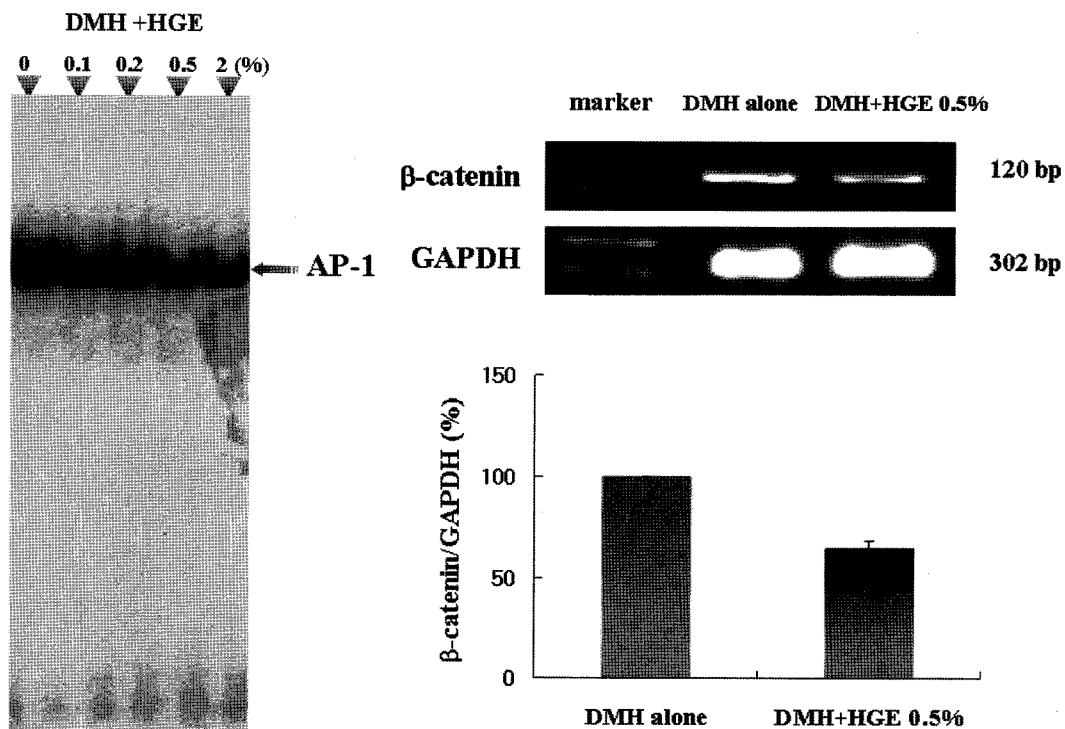 DMH +HGE
0 0.1 0.2 0.5 2 (%)
AP-1
marker DMH alone DMH+HGE 0.5%
β-catenin 120 bp
GAPDH 302 bp
β-catenin/GAPDH (%)
150
100
50
0
DMH alone DMH+HGE 0.5%